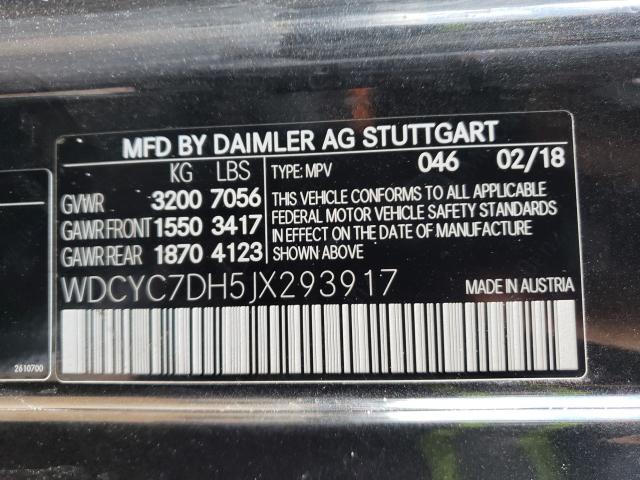 MFD BY DAIMLER AG STUTTGART
KG LBS
GVWR 3200 7056
GAWR FRONT 1550 3417
GAWR REAR 1870 4123
TYPE: MPV 046 02/18
THIS VEHICLE CONFORMS TO ALL APPLICABLE
FEDERAL MOTOR VEHICLE SAFETY STANDARDS
IN EFFECT ON THE DATE OF MANUFACTURE
SHOWN ABOVE
WDCYC7DH5JX293917 MADE IN AUSTRIA
2610700